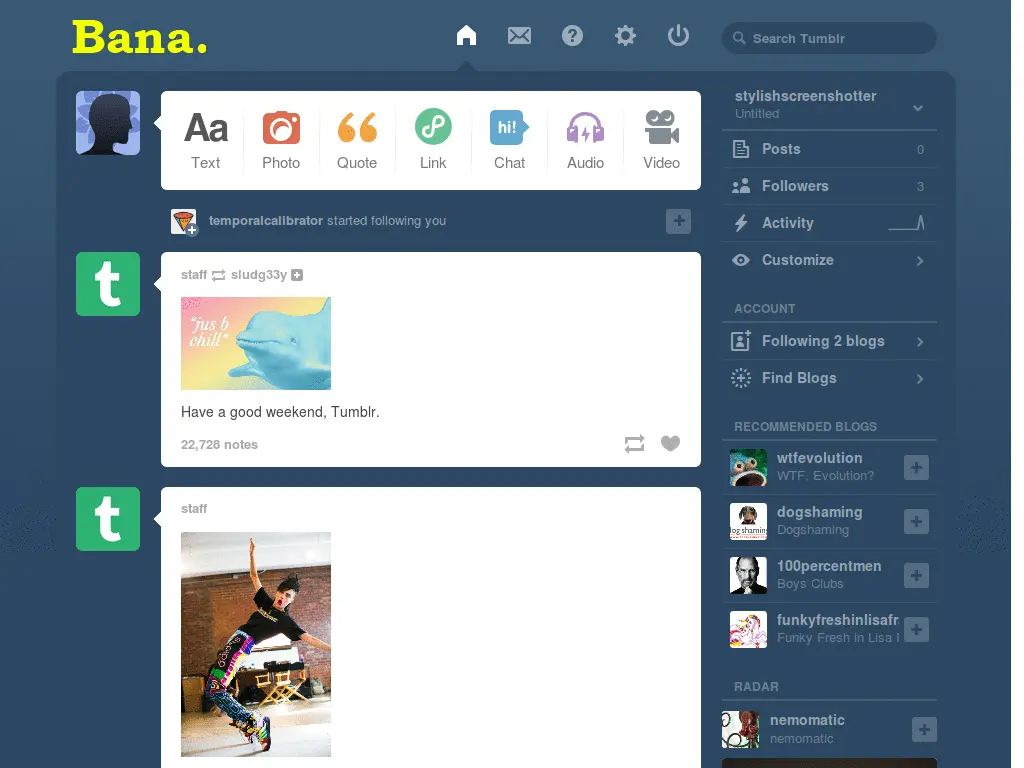 Bana.
Search Tumblr
Aa
hi!
Text
Photo
Quote
Link
Chat
Audio
Video
temporalcalibrator started following you
t
staff sludg33y
"jus b
chill"
Have a good weekend, Tumblr.
22,728 notes
t
staff
stylishscreenshotter
Untitled
Posts 0
Followers 3
Activity
Customize
ACCOUNT
Following 2 blogs
Find Blogs
RECOMMENDED BLOGS
wtfevolution
WTF, Evolution?
dogshaming
Dogshaming
100percentmen
Boys Clubs
funkyfreshinlisafr
Funky Fresh in Lisa
RADAR
nemomatic
nemomatic